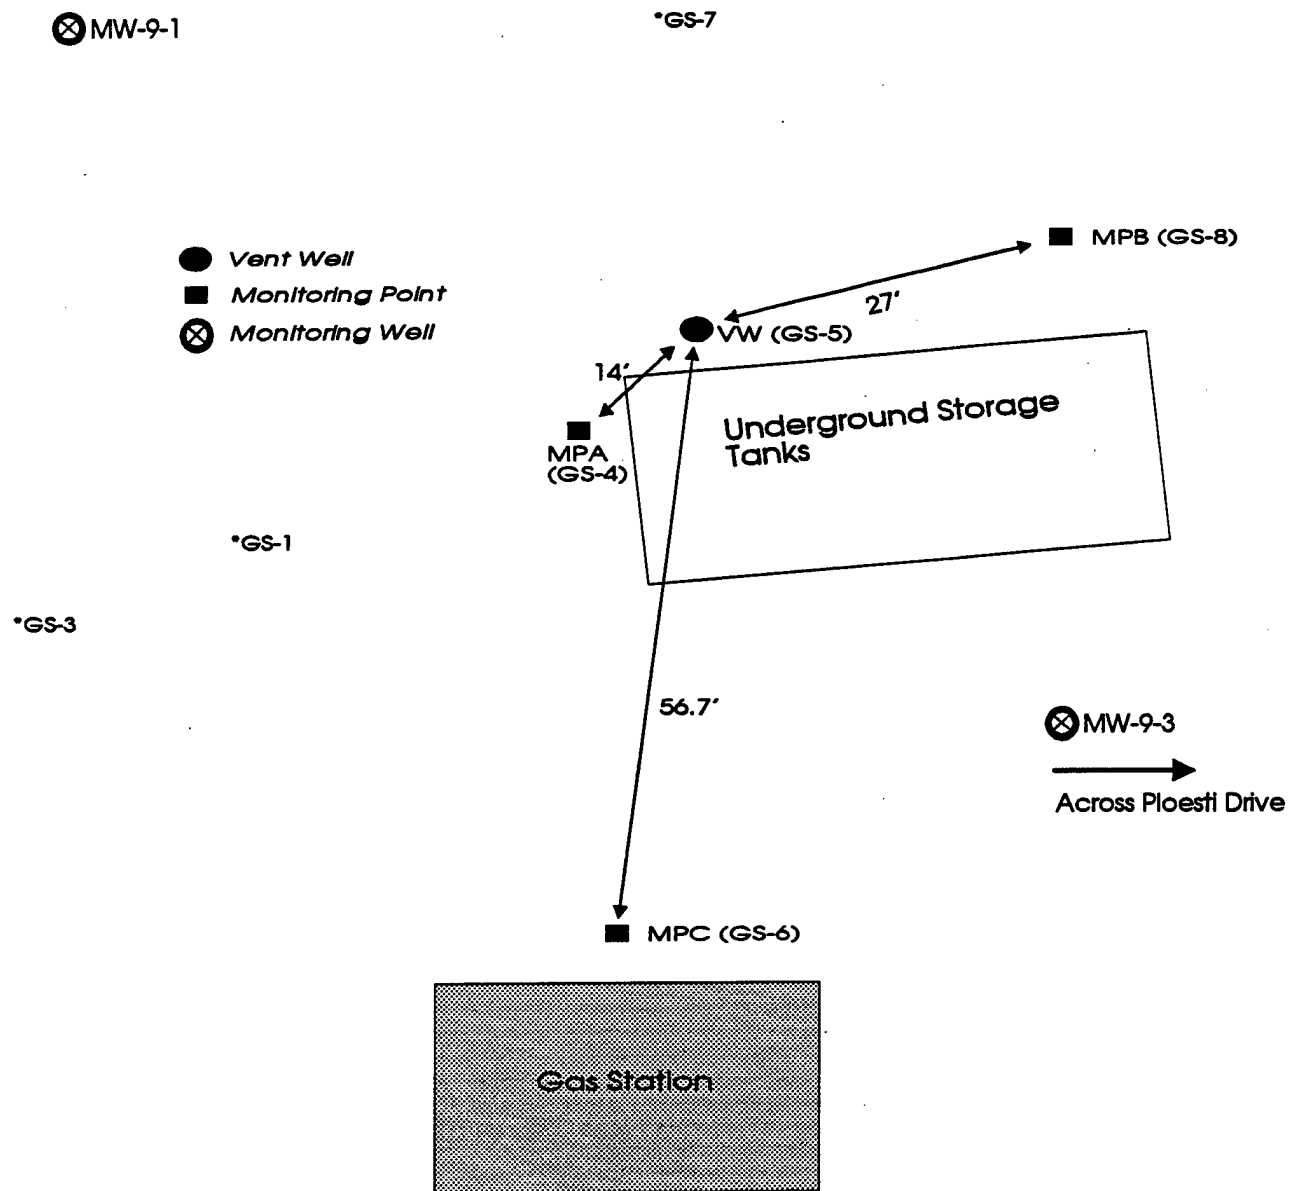 MW-9-1
*GS-7
Vent Well
Monitoring Point
Monitoring Well
MPB (GS-8)
27'
VW (GS-5)
14'
Underground Storage
Tanks
MPA
(GS-4)
*GS-1
*GS-3
56.7'
MW-9-3
Across Ploesti Drive
MPC (GS-6)
Gas Station